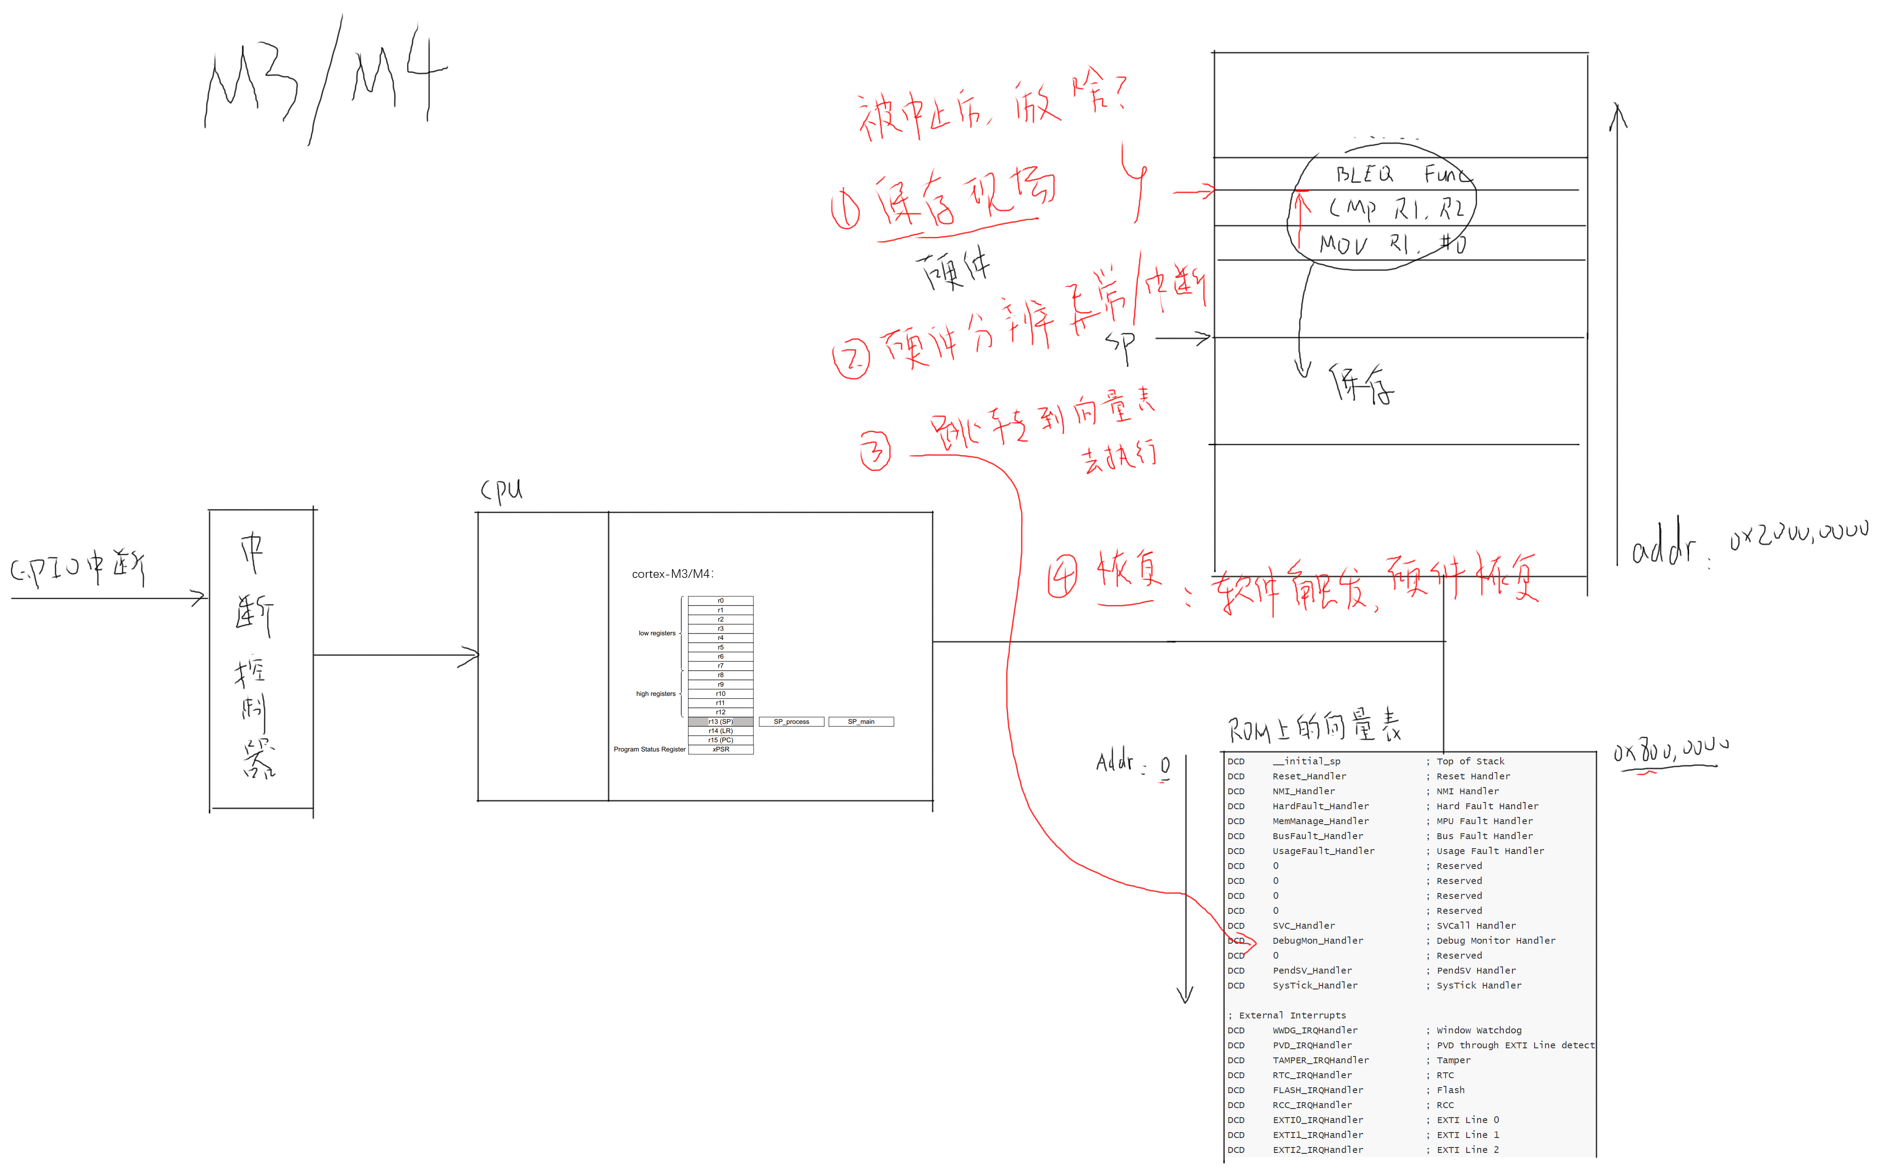 M3/M4
被中止后, 做啥?
① 保存现场
硬件
② 硬件分辨异常/中断
③ 跳转到向量表
去执行
④ 恢复 : 软件触发, 硬件恢复
BLEQ Func
CMP R1, R2
MOV R1, #0
SP
保存
addr: 0x2000,0000
GPIO中断
中断控制器
CPU
cortex-M3/M4:
low registers
high registers
Program Status Register
r0
r1
r2
r3
r4
r5
r6
r7
r8
r9
r10
r11
r12
r13 (SP) SP_process SP_main
r14 (LR)
r15 (PC)
xPSR
ROM上的向量表
Addr: 0
0x800,0000
DCD __initial_sp ; Top of Stack
DCD Reset_Handler ; Reset Handler
DCD NMI_Handler ; NMI Handler
DCD HardFault_Handler ; Hard Fault Handler
DCD MemManage_Handler ; MPU Fault Handler
DCD BusFault_Handler ; Bus Fault Handler
DCD UsageFault_Handler ; Usage Fault Handler
DCD 0 ; Reserved
DCD 0 ; Reserved
DCD 0 ; Reserved
DCD 0 ; Reserved
DCD SVC_Handler ; SVCall Handler
DCD DebugMon_Handler ; Debug Monitor Handler
DCD 0 ; Reserved
DCD PendSV_Handler ; PendSV Handler
DCD SysTick_Handler ; SysTick Handler
; External Interrupts
DCD WWDG_IRQHandler ; Window Watchdog
DCD PVD_IRQHandler ; PVD through EXTI Line detect
DCD TAMPER_IRQHandler ; Tamper
DCD RTC_IRQHandler ; RTC
DCD FLASH_IRQHandler ; Flash
DCD RCC_IRQHandler ; RCC
DCD EXTI0_IRQHandler ; EXTI Line 0
DCD EXTI1_IRQHandler ; EXTI Line 1
DCD EXTI2_IRQHandler ; EXTI Line 2